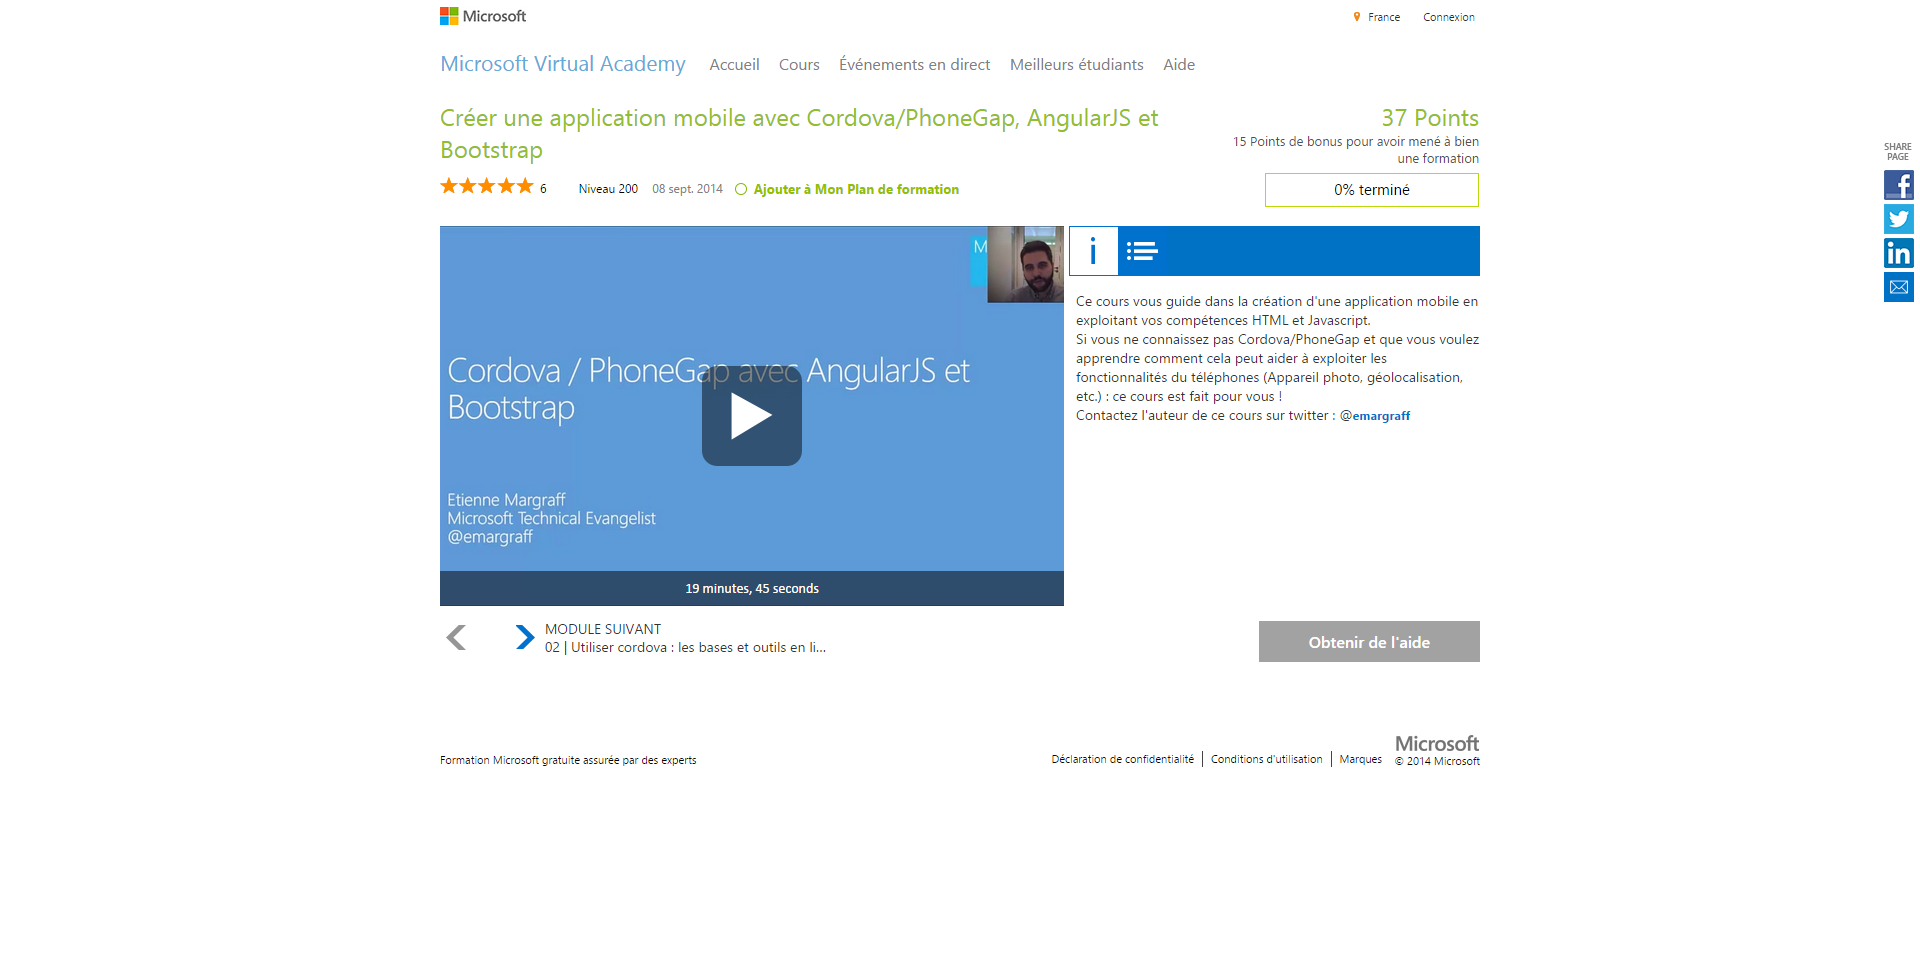 Microsoft
France
Connexion
Microsoft Virtual Academy
Accueil
Cours
Événements en direct
Meilleurs étudiants
Aide
Créer une application mobile avec Cordova/PhoneGap, AngularJS et
Bootstrap
37 Points
15 Points de bonus pour avoir mené à bien
une formation
6
Niveau 200
08 sept. 2014
Ajouter à Mon Plan de formation
0% terminé
SHARE
PAGE
M
Cordova / PhoneGap avec AngularJS et
Bootstrap
Etienne Margraff
Microsoft Technical Evangelist
@emargraff
19 minutes, 45 seconds
Ce cours vous guide dans la création d'une application mobile en
exploitant vos compétences HTML et Javascript.
Si vous ne connaissez pas Cordova/PhoneGap et que vous voulez
apprendre comment cela peut aider à exploiter les
fonctionnalités du téléphones (Appareil photo, géolocalisation,
etc.) : ce cours est fait pour vous !
Contactez l'auteur de ce cours sur twitter : @emargraff
MODULE SUIVANT
02 | Utiliser cordova : les bases et outils en li...
Obtenir de l'aide
Formation Microsoft gratuite assurée par des experts
Déclaration de confidentialité
Conditions d'utilisation
Marques
Microsoft
© 2014 Microsoft